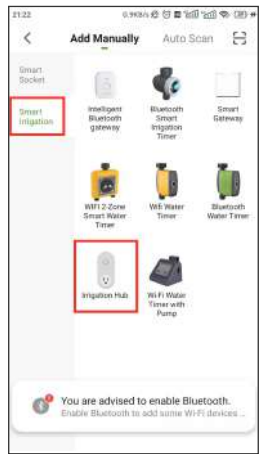 21:22
0.9KB/s
Add Manually
Auto Scan
Smart
Socket
Smart
Irrigation
Intelligent
Bluetooth
gateway
Bluetooth
Smart
Irrigation
Timer
Smart
Gateway
WIFI 2-Zone
Smart Water
Timer
Wifi Water
Timer
Bluetooth
Water Timer
Irrigation Hub
Wi-Fi Water
Timer with
Pump
You are advised to enable Bluetooth.
Enable Bluetooth to add some Wi-Fi devices ...